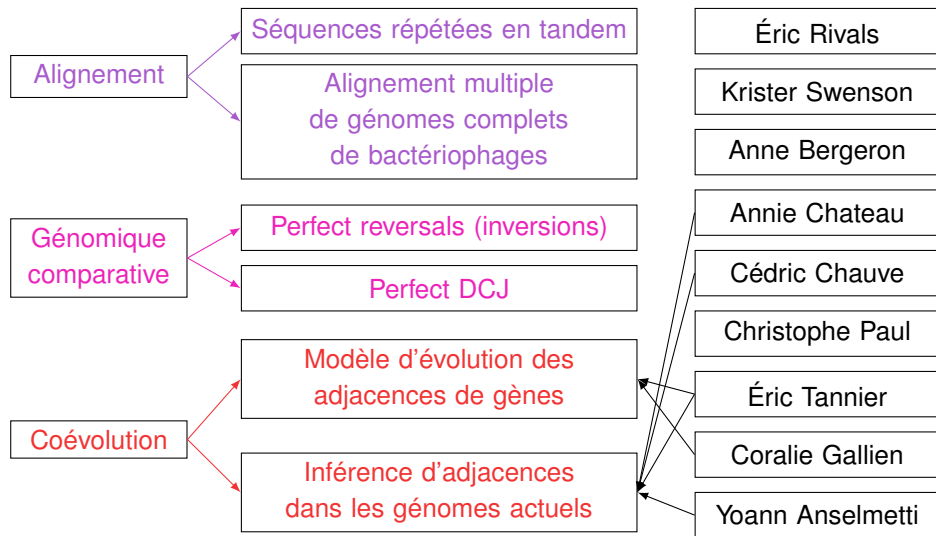 Alignement
Séquences répétées en tandem
Alignement multiple
de génomes complets
de bactériophages
Génomique
comparative
Perfect reversals (inversions)
Perfect DCJ
Coévolution
Modèle d'évolution des
adjacences de gènes
Inférence d'adjacences
dans les génomes actuels
Éric Rivals
Krister Swenson
Anne Bergeron
Annie Chateau
Cédric Chauve
Christophe Paul
Éric Tannier
Coralie Gallien
Yoann Anselmetti